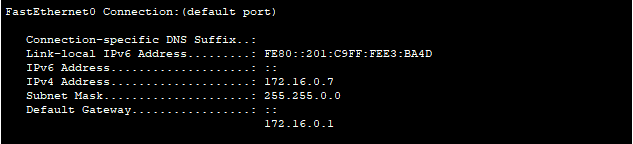 FastEthernet0 Connection:(default port)
Connection-specific DNS Suffix..:
Link-local IPv6 Address.........: FE80::201:C9FF:FEE3:BA4D
IPv6 Address....................: ::
IPv4 Address....................: 172.16.0.7
Subnet Mask.....................: 255.255.0.0
Default Gateway.................: ::
172.16.0.1